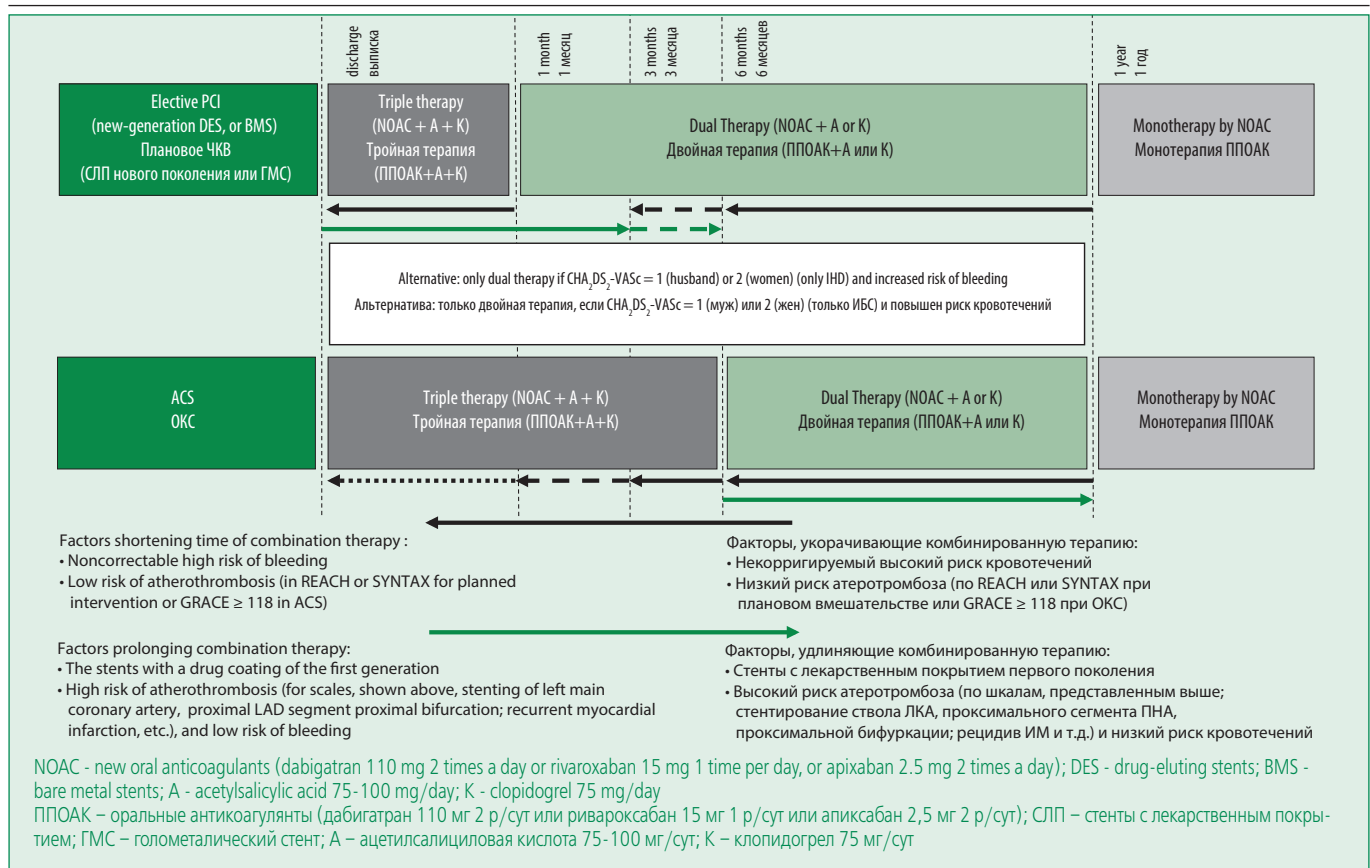 discharge
выписка
1 month
1 месяц
3 months
3 месяца
6 months
6 месяцев
1 year
1 год
Elective PCI
(new-generation DES, or BMS)
Плановое ЧКВ
(СЛП нового поколения или ГМС)
Triple therapy
(NOAC + A + K)
Тройная терапия
(ППОАК+А+К)
Dual Therapy (NOAC + A or K)
Двойная терапия (ППОАК+А или К)
Monotherapy by NOAC
Монотерапия ППОАК
Alternative: only dual therapy if CHA₂DS₂-VASc = 1 (husband) or 2 (women) (only IHD) and increased risk of bleeding
Альтернатива: только двойная терапия, если CHA₂DS₂-VASc = 1 (муж) или 2 (жен) (только ИБС) и повышен риск кровотечений
ACS
ОКС
Triple therapy (NOAC + A + K)
Тройная терапия (ППОАК+А+К)
Dual Therapy (NOAC + A or K)
Двойная терапия (ППОАК+А или К)
Monotherapy by NOAC
Монотерапия ППОАК
Factors shortening time of combination therapy :
• Noncorrectable high risk of bleeding
• Low risk of atherothrombosis (in REACH or SYNTAX for planned
intervention or GRACE ≥ 118 in ACS)
Факторы, укорачивающие комбинированную терапию:
• Некорригируемый высокий риск кровотечений
• Низкий риск атеротромбоза (по REACH или SYNTAX при
плановом вмешательстве или GRACE ≥ 118 при ОКС)
Factors prolonging combination therapy:
• The stents with a drug coating of the first generation
• High risk of atherothrombosis (for scales, shown above, stenting of left main
coronary artery, proximal LAD segment proximal bifurcation; recurrent myocardial
infarction, etc.), and low risk of bleeding
Факторы, удлиняющие комбинированную терапию:
• Стенты с лекарственным покрытием первого поколения
• Высокий риск атеротромбоза (по шкалам, представленным выше;
стентирование ствола ЛКА, проксимального сегмента ПНА,
проксимальной бифуркации; рецидив ИМ и т.д.) и низкий риск кровотечений
NOAC - new oral anticoagulants (dabigatran 110 mg 2 times a day or rivaroxaban 15 mg 1 time per day, or apixaban 2.5 mg 2 times a day); DES - drug-eluting stents; BMS -
bare metal stents; A - acetylsalicylic acid 75-100 mg/day; K - clopidogrel 75 mg/day
ППОАК – оральные антикоагулянты (дабигатран 110 мг 2 р/сут или ривароксабан 15 мг 1 р/сут или апиксабан 2,5 мг 2 р/сут); СЛП – стенты с лекарственным покры-
тием; ГМС – голометалический стент; А – ацетилсалициловая кислота 75-100 мг/сут; К – клопидогрел 75 мг/сут